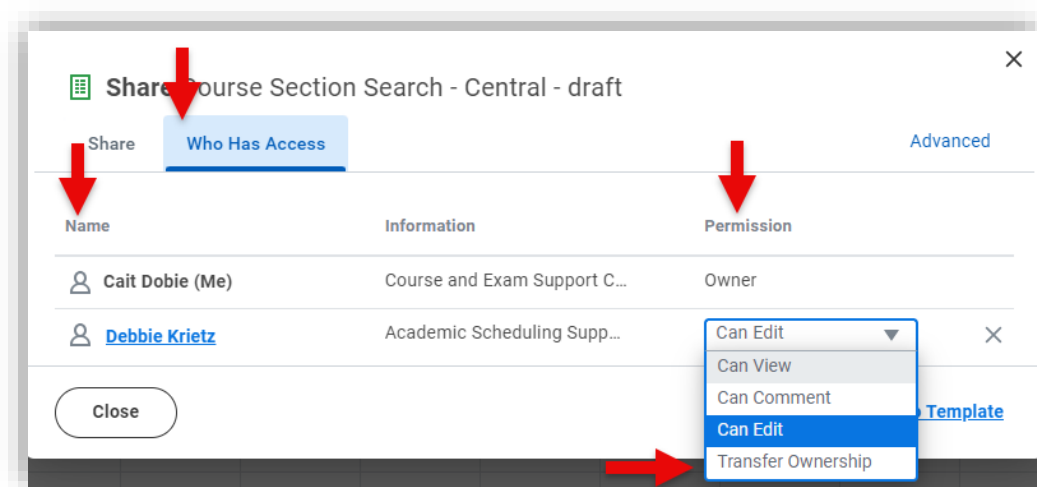 Share Course Section Search - Central - draft
Share Who Has Access Advanced
Name Information Permission
Cait Dobie (Me) Course and Exam Support C... Owner
Debbie Krietz Academic Scheduling Supp... Can Edit
Can View
Can Comment
Can Edit
Transfer Ownership
Close Template